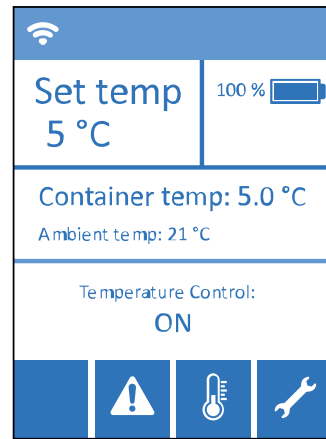 Set temp
5 °C
100 %
Container temp: 5.0 °C
Ambient temp: 21 °C
Temperature Control:
ON